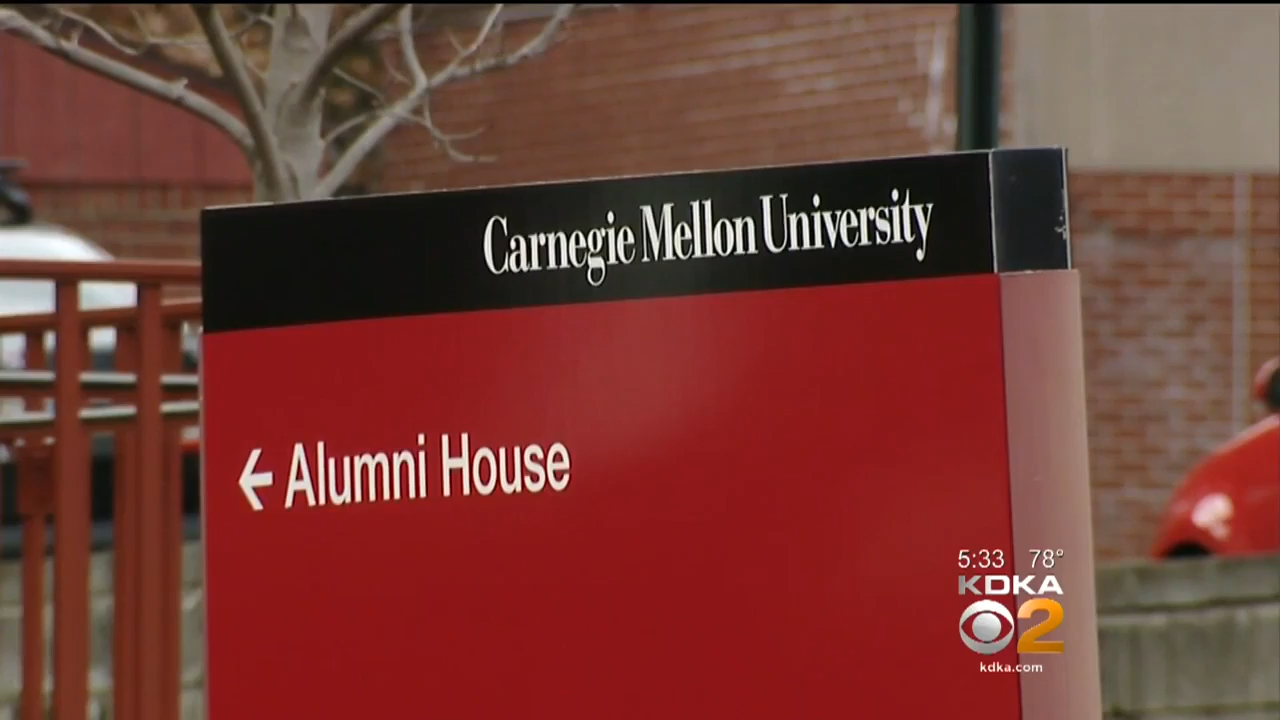 Carnegie Mellon University
← Alumni House
5:33 78°
KDKA
2
kdka.com